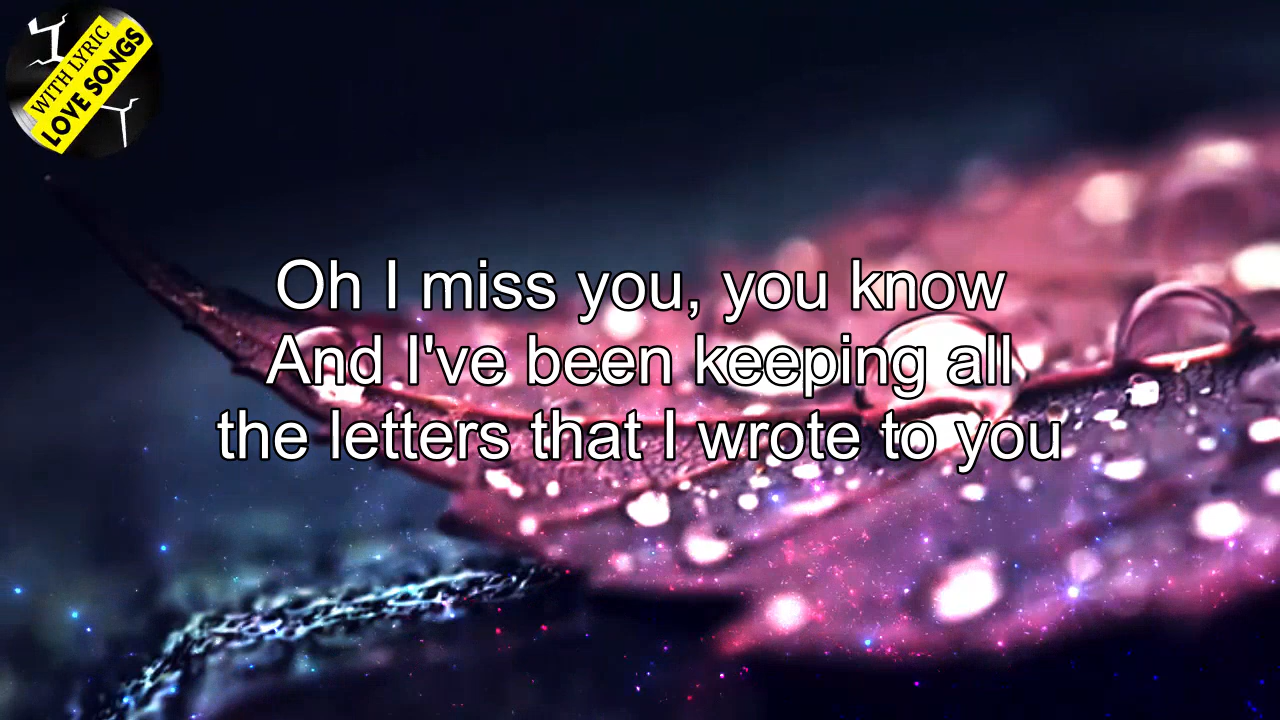 WITH LYRIC
LOVE SONGS
Oh I miss you, you know
And I've been keeping all
the letters that I wrote to you